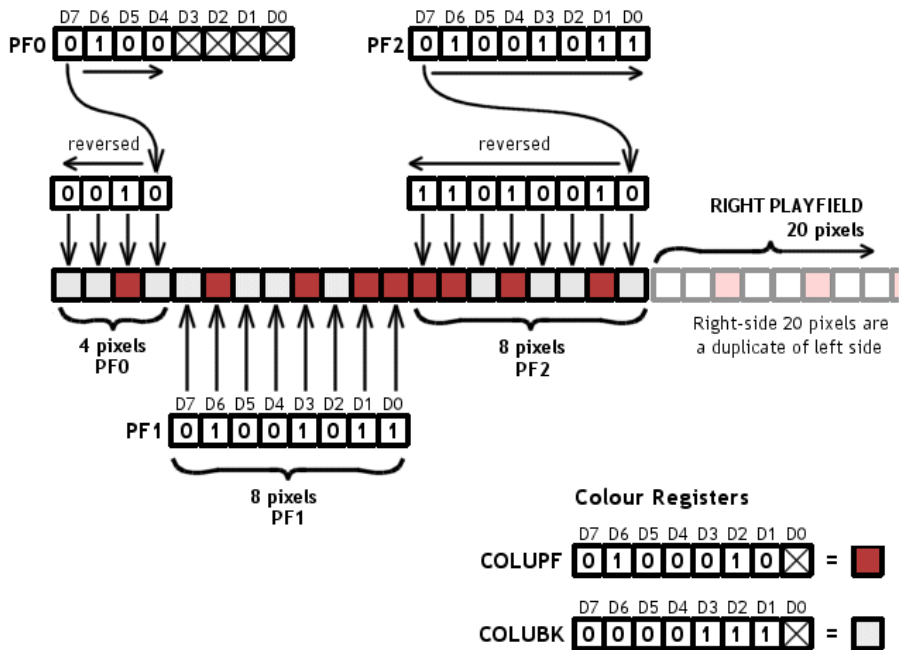 D7 D6 D5 D4 D3 D2 D1 D0
PF0 0 1 0 0
D7 D6 D5 D4 D3 D2 D1 D0
PF2 0 1 0 0 1 0 1 1
reversed
0 0 1 0
reversed
1 1 0 1 0 0 1 0
RIGHT PLAYFIELD
20 pixels
4 pixels
PF0
8 pixels
PF2
Right-side 20 pixels are
a duplicate of left side
D7 D6 D5 D4 D3 D2 D1 D0
PF1 0 1 0 0 1 0 1 1
8 pixels
PF1
Colour Registers
D7 D6 D5 D4 D3 D2 D1 D0
COLUPF 0 1 0 0 0 1 0 =
D7 D6 D5 D4 D3 D2 D1 D0
COLUBK 0 0 0 0 1 1 1 =